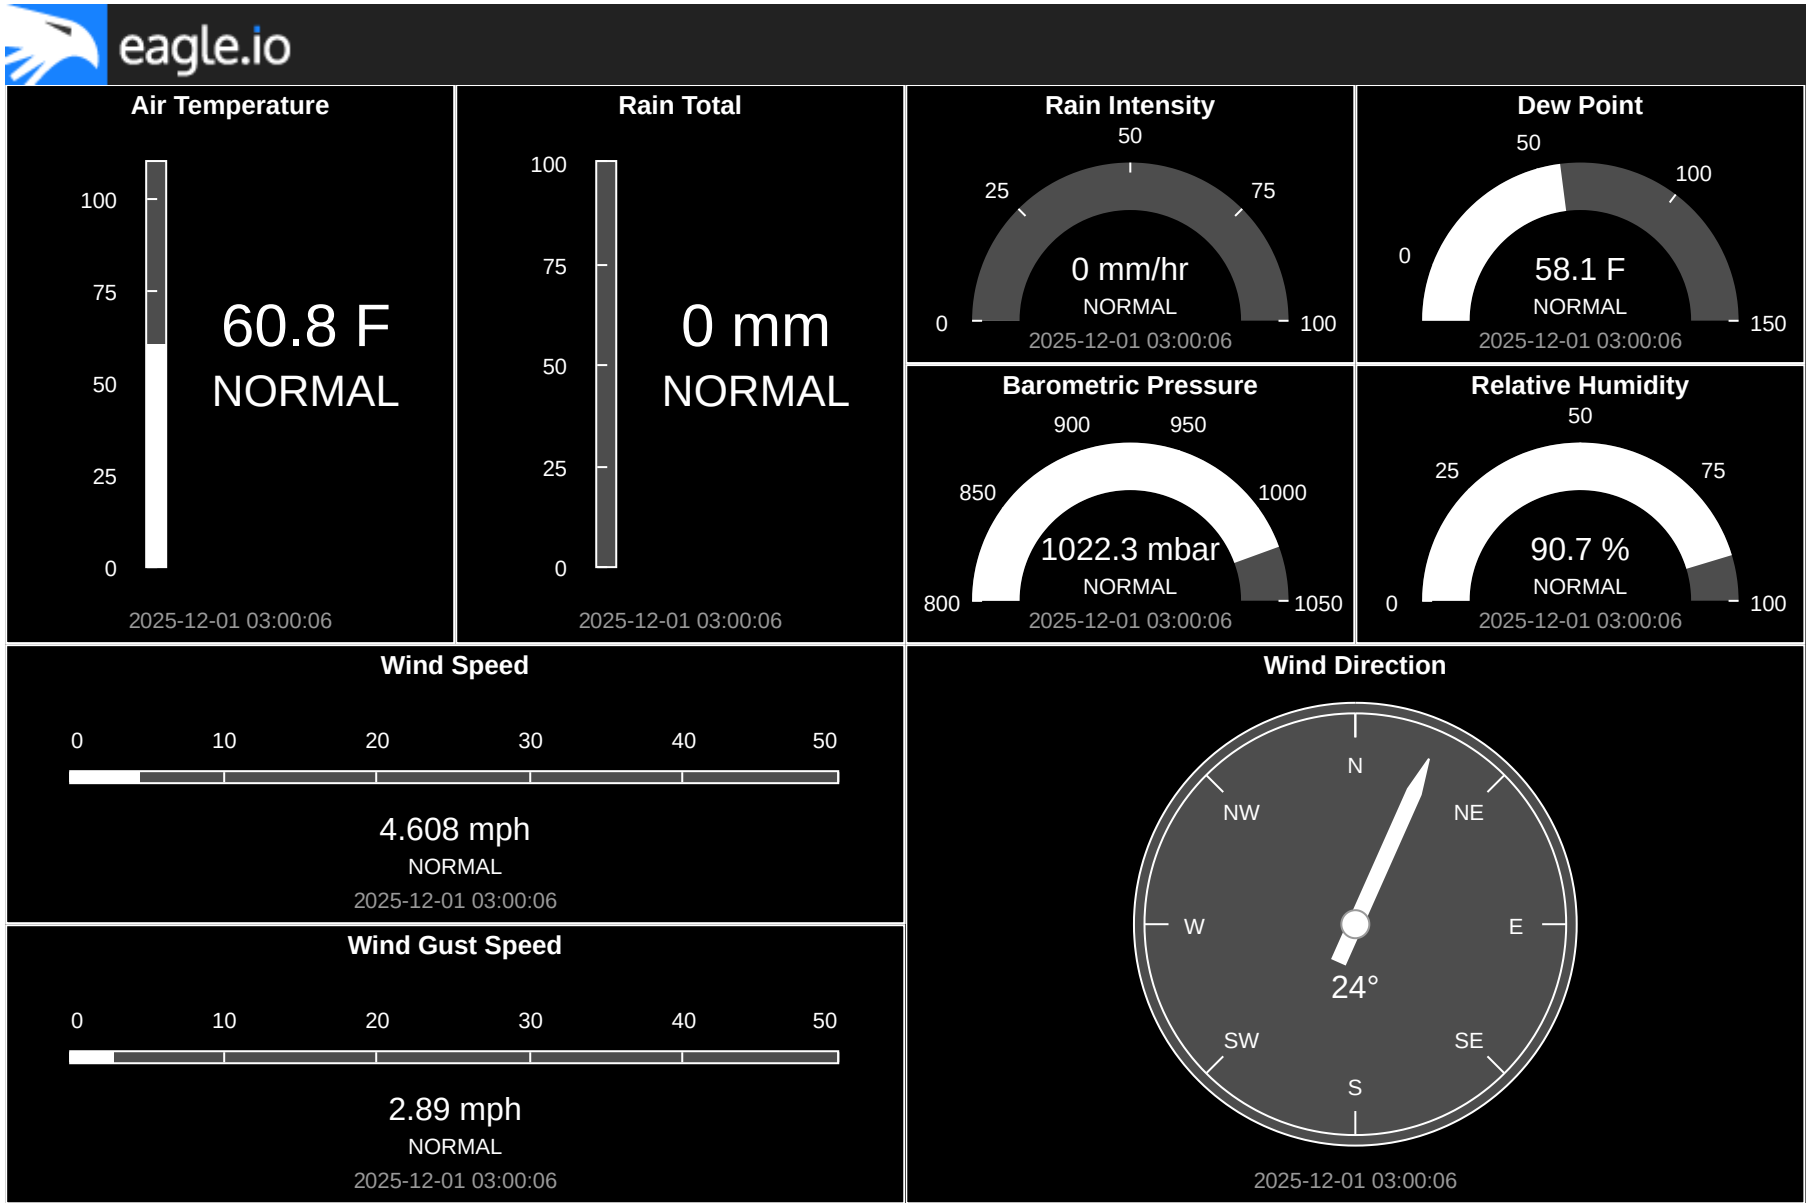 eagle.io
Air Temperature
100
75
50
25
0
60.8 F
NORMAL
2025-12-01 03:00:06
Rain Total
100
75
50
25
0
0 mm
NORMAL
2025-12-01 03:00:06
Rain Intensity
0
25
50
75
100
0 mm/hr
NORMAL
2025-12-01 03:00:06
Dew Point
0
50
100
150
58.1 F
NORMAL
2025-12-01 03:00:06
Barometric Pressure
800
850
900
950
1000
1050
1022.3 mbar
NORMAL
2025-12-01 03:00:06
Relative Humidity
0
25
50
75
100
90.7 %
NORMAL
2025-12-01 03:00:06
Wind Speed
0 10 20 30 40 50
4.608 mph
NORMAL
2025-12-01 03:00:06
Wind Gust Speed
0 10 20 30 40 50
2.89 mph
NORMAL
2025-12-01 03:00:06
Wind Direction
N
NW NE
W E
24°
SW SE
S
2025-12-01 03:00:06